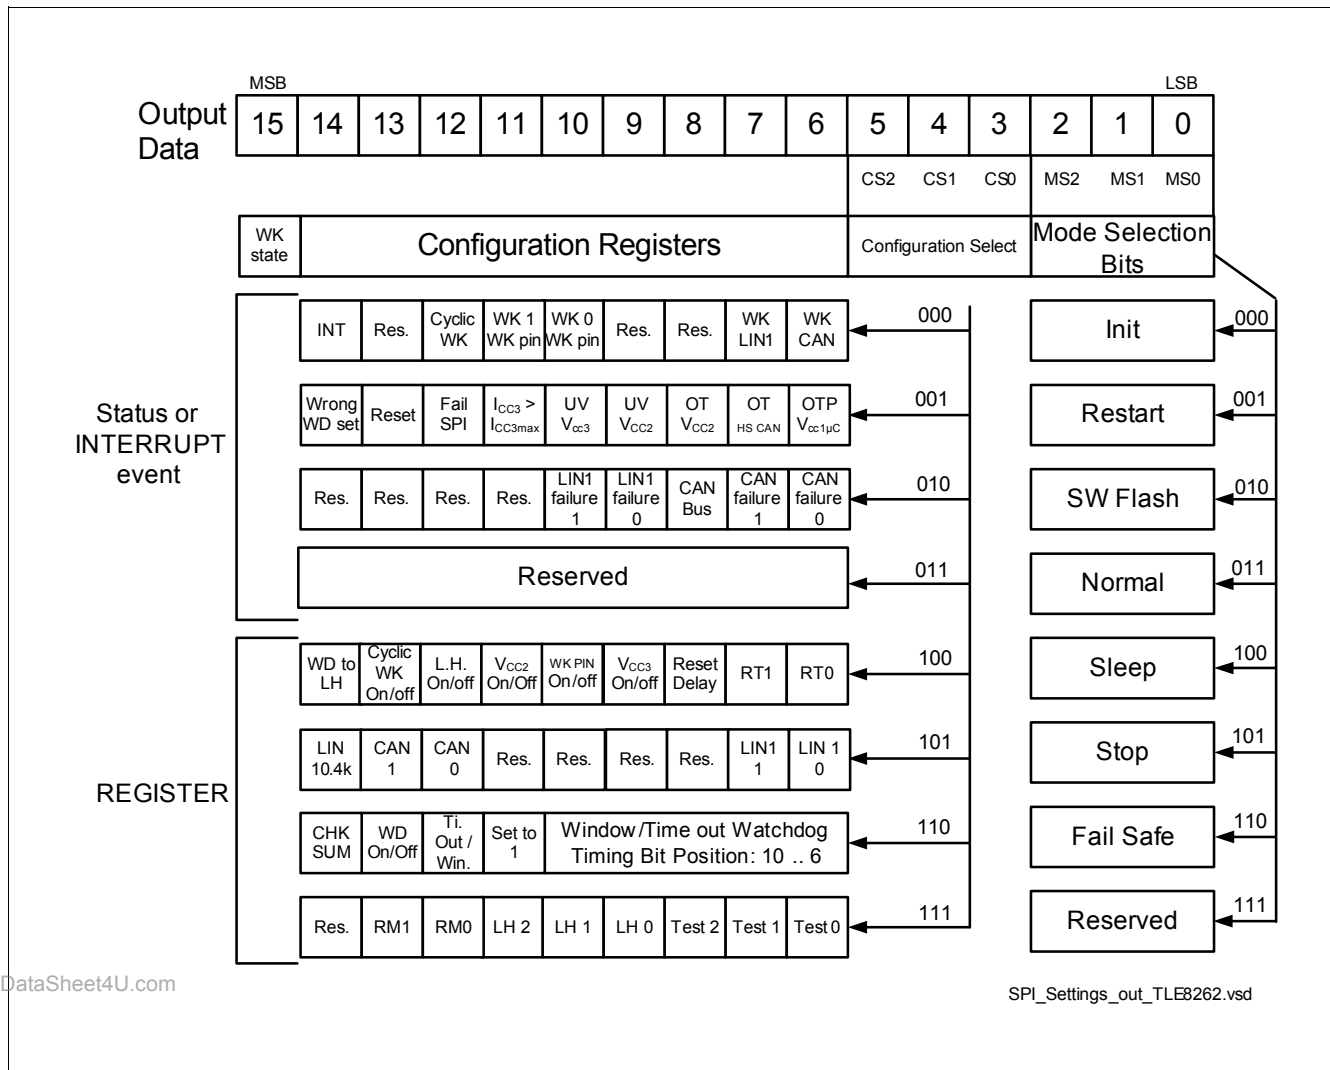 MSB LSB
Output Data 15 14 13 12 11 10 9 8 7 6 5 4 3 2 1 0
CS2 CS1 CS0 MS2 MS1 MS0
WK state Configuration Registers Configuration Select Mode Selection Bits
Status or INTERRUPT event
INT Res. Cyclic WK WK 1 WK pin WK 0 WK pin Res. Res. WK LIN1 WK CAN 000 Init 000
Wrong WD set Reset Fail SPI ICC3 > ICC3max UV Vcc3 UV VCC2 OT VCC2 OT HS CAN OTP Vcc1µC 001 Restart 001
Res. Res. Res. Res. LIN1 failure 1 LIN1 failure 0 CAN Bus CAN failure 1 CAN failure 0 010 SW Flash 010
Reserved 011 Normal 011
REGISTER
WD to LH Cyclic WK On/off L.H. On/off VCC2 On/Off WK PIN On/off VCC3 On/off Reset Delay RT1 RT0 100 Sleep 100
LIN 10.4k CAN 1 CAN 0 Res. Res. Res. Res. LIN1 1 LIN 1 0 101 Stop 101
CHK SUM WD On/Off Ti. Out / Win. Set to 1 Window/Time out Watchdog Timing Bit Position: 10 .. 6 110 Fail Safe 110
Res. RM1 RM0 LH 2 LH 1 LH 0 Test 2 Test 1 Test 0 111 Reserved 111
DataSheet4U.com
SPI_Settings_out_TLE8262.vsd